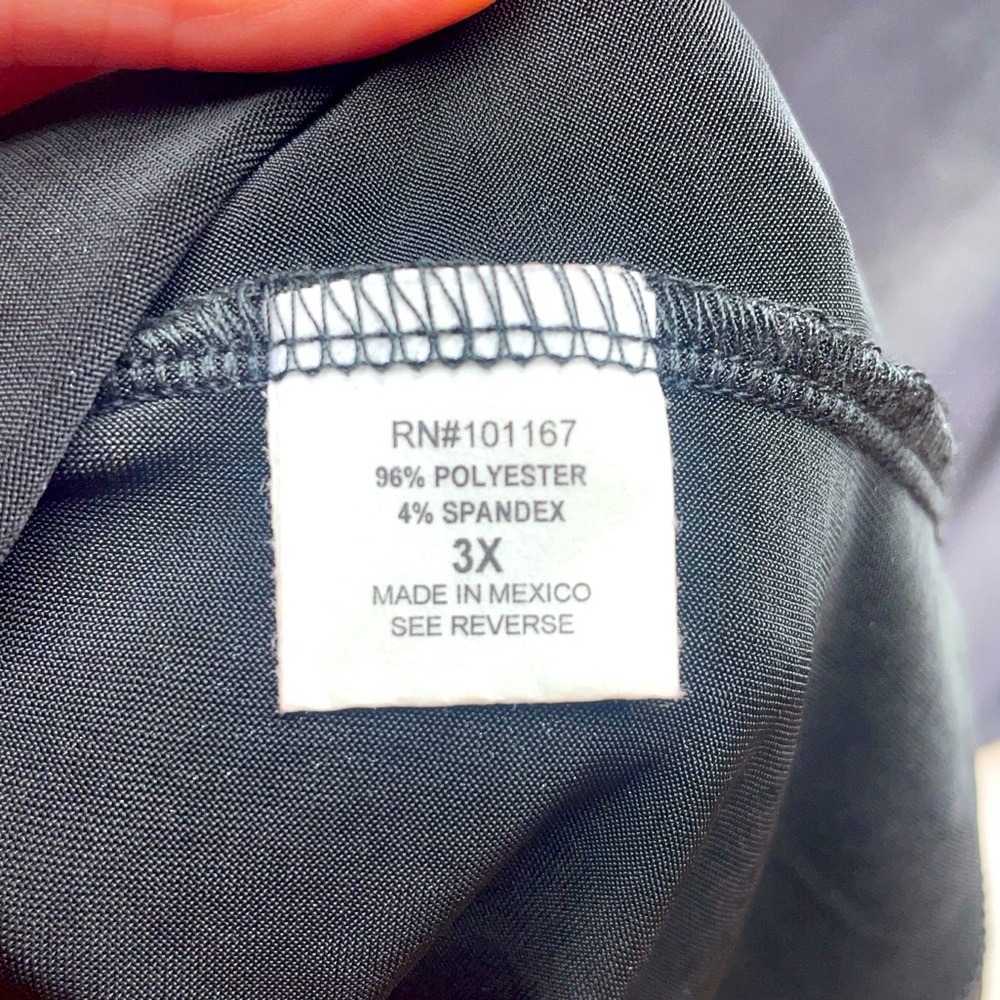 RN#101167
96% POLYESTER
4% SPANDEX
3X
MADE IN MEXICO
SEE REVERSE